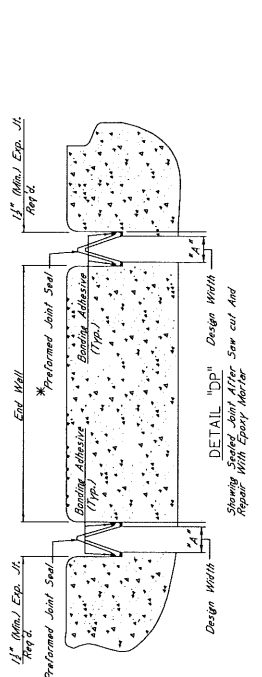 1½" (Min.) Exp. Jt.
Req'd.
End Wall
1½" (Min.) Exp. Jt.
Req'd.
Preformed Joint Seal
*Preformed Joint Seal
Bonding Adhesive
(Typ.)
Bonding Adhesive
(Typ.)
"A"
"A"
Design Width
Design Width
DETAIL "DP"
Showing Sealed Joint After Saw cut And
Repair With Epoxy Mortar